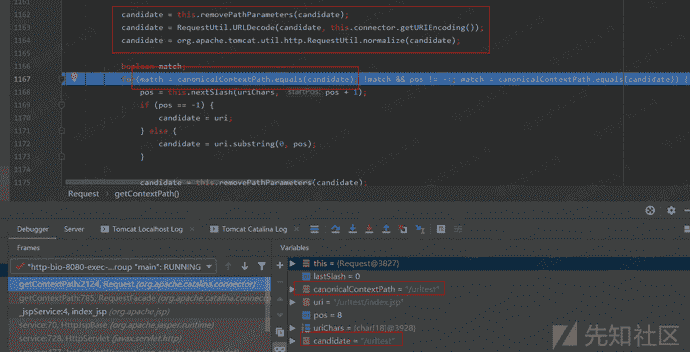 1161
1162 candidate = this.removePathParameters(candidate);
1163 candidate = RequestUtil.URLDecode(candidate, this.connector.getURIEncoding());
1164 candidate = org.apache.tomcat.util.http.RequestUtil.normalize(candidate);
1165
1166 boolean match;
1167 for(match = canonicalContextPath.equals(candidate); !match && pos != -1; match = canonicalContextPath.equals(candidate)) {
1168 pos = this.nextSlash(uriChars, startPos: pos + 1);
1169 if (pos == -1) {
1170 candidate = uri;
1171 } else {
1172 candidate = uri.substring(0, pos);
1173 }
1174
1175 candidate = this.removePathParameters(candidate);
Request › getContextPath()
Debugger Server Tomcat Localhost Log Tomcat Catalina Log
Frames Variables
"http-bio-8080-exec-...roup "main": RUNNING
this = {Request@3827}
getContextPath:2124, Request (org.apache.catalina.connector)
lastSlash = 0
getContextPath:785, RequestFacade (org.apache.catalina.connector)
canonicalContextPath = "/urltest"
_jspService:4, index_jsp (org.apache.jsp)
uri = "/urltest/index.jsp"
service:70, HttpJspBase (org.apache.jasper.runtime)
pos = 8
service:728, HttpServlet (javax.servlet.http)
uriChars = {char[18]@3928}
candidate = "/urltest"
先知社区